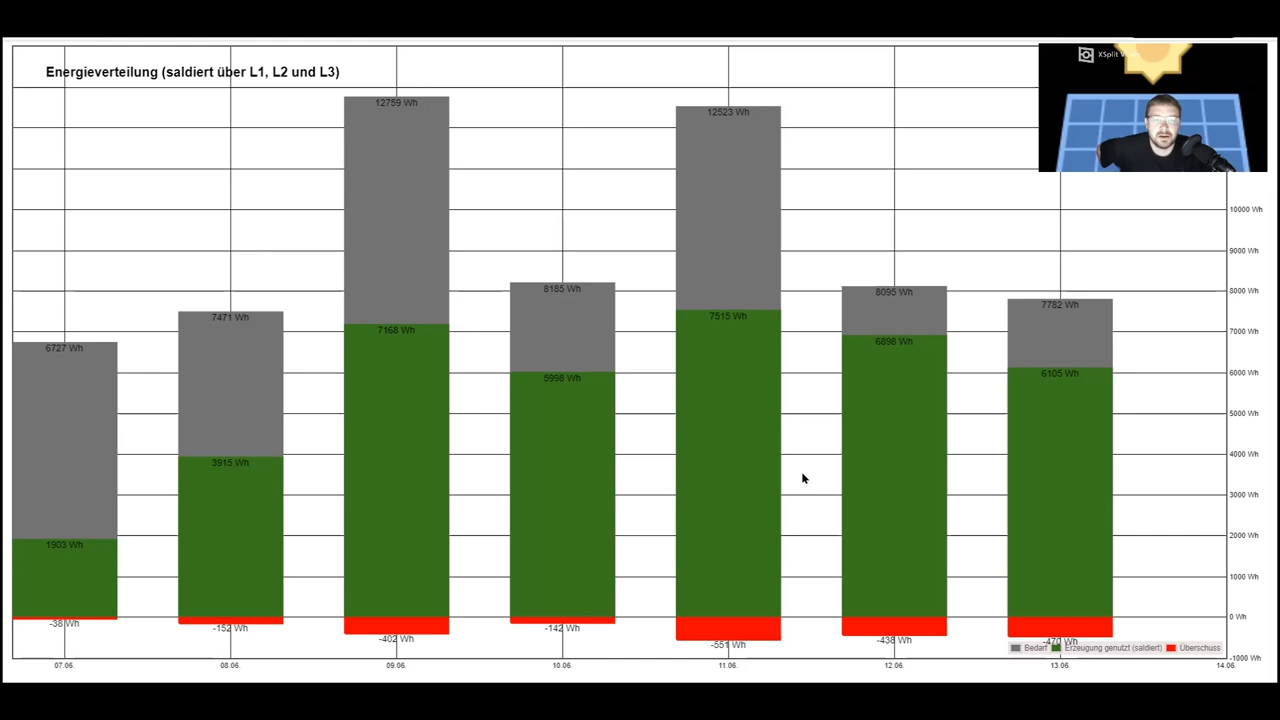 Energieverteilung (saldiert über L1, L2 und L3)
XSplit V
12759 Wh
12523 Wh
10000 Wh
9000 Wh
8185 Wh
8095 Wh
8000 Wh
7782 Wh
7471 Wh
7515 Wh
7168 Wh
7000 Wh
6898 Wh
6727 Wh
5998 Wh
6105 Wh
6000 Wh
5000 Wh
3915 Wh
4000 Wh
3000 Wh
1903 Wh
2000 Wh
1000 Wh
0 Wh
-38 Wh
-152 Wh
-402 Wh
-142 Wh
-551 Wh
-438 Wh
-470 Wh
Bedarf Erzeugung genutzt (saldiert) Überschuss
-1000 Wh
07.06. 08.06. 09.06. 10.06. 11.06. 12.06. 13.06. 14.06.